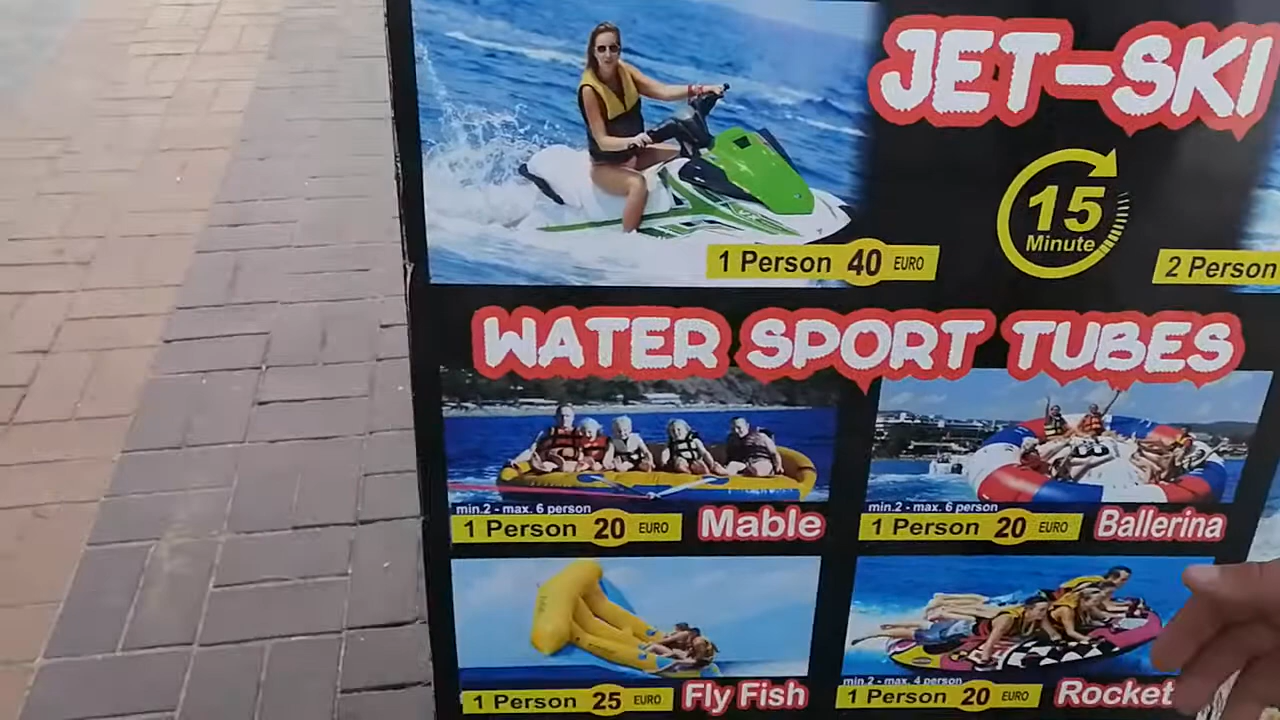 JET-SKI
15
Minute
1 Person 40 EURO
2 Person
WATER SPORT TUBES
min.2 - max. 6 person
1 Person 20 EURO
Mable
min.2 - max. 6 person
1 Person 20 EURO
Ballerina
1 Person 25 EURO
Fly Fish
min.2 - max. 4 person
1 Person 20 EURO
Rocket